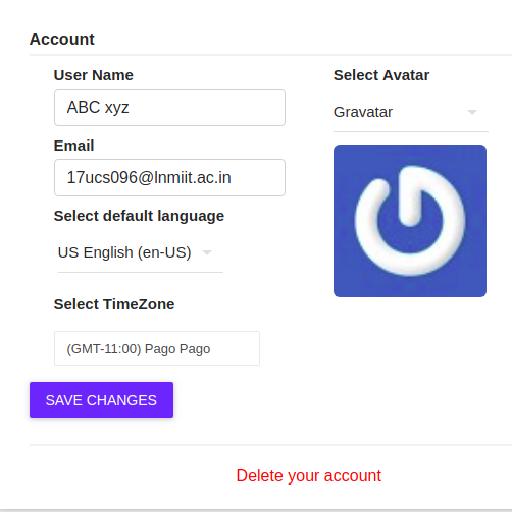 Account
User Name
ABC xyz
Email
17ucs096@lnmiit.ac.in
Select default language
US English (en-US)
Select TimeZone
(GMT-11:00) Pago Pago
SAVE CHANGES
Select Avatar
Gravatar
Delete your account